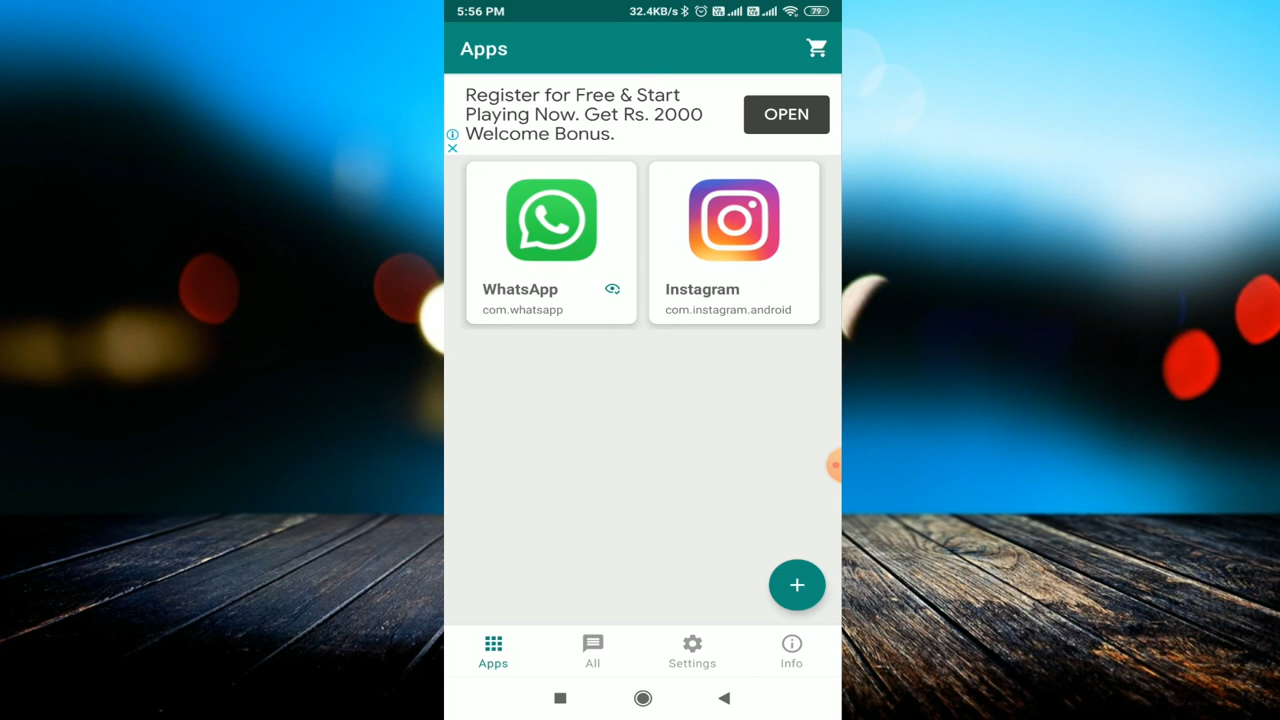 5:56 PM
32.4KB/s
79
Apps
Register for Free & Start
Playing Now. Get Rs. 2000
Welcome Bonus.
OPEN
WhatsApp
com.whatsapp
Instagram
com.instagram.android
Apps
All
Settings
Info